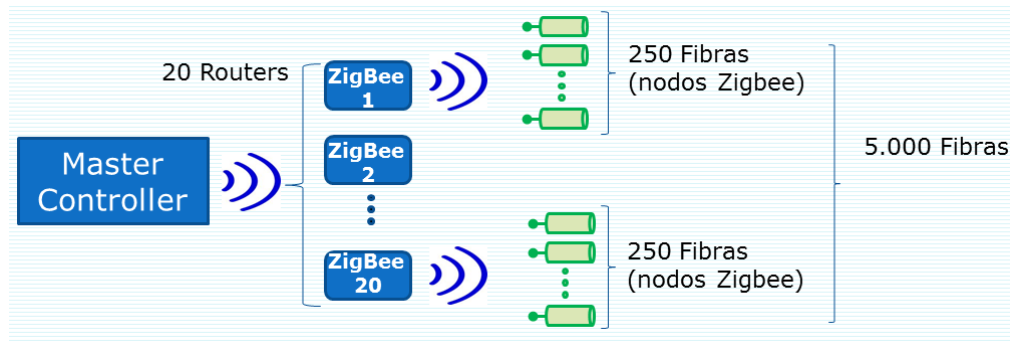 20 Routers
ZigBee
1
250 Fibras
(nodos Zigbee)
Master
Controller
ZigBee
2
5.000 Fibras
ZigBee
20
250 Fibras
(nodos Zigbee)